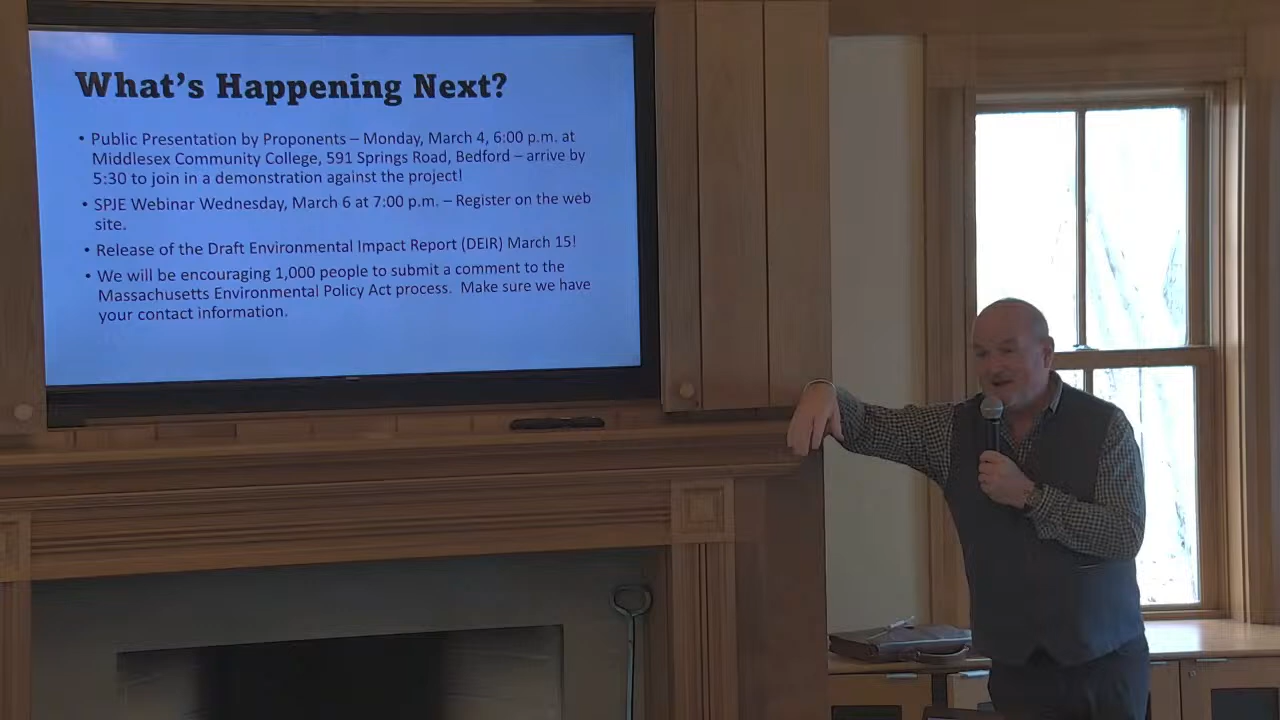 What's Happening Next?
• Public Presentation by Proponents – Monday, March 4, 6:00 p.m. at
Middlesex Community College, 591 Springs Road, Bedford – arrive by
5:30 to join in a demonstration against the project!
• SPJE Webinar Wednesday, March 6 at 7:00 p.m. – Register on the web
site.
• Release of the Draft Environmental Impact Report (DEIR) March 15!
• We will be encouraging 1,000 people to submit a comment to the
Massachusetts Environmental Policy Act process. Make sure we have
your contact information.